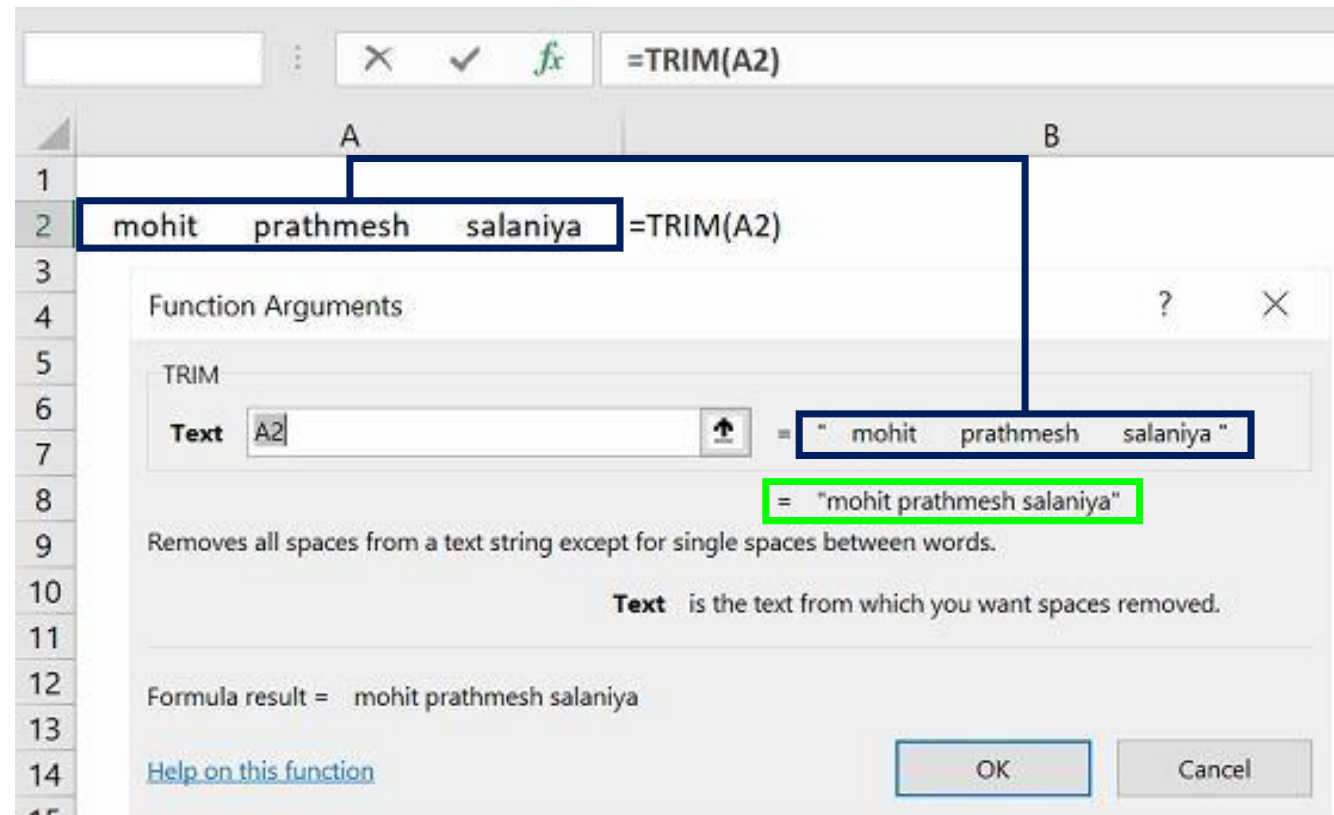 fx =TRIM(A2)
A B
1
2 mohit prathmesh salaniya =TRIM(A2)
3
Function Arguments ? X
4
5
TRIM
6
Text A2 = " mohit prathmesh salaniya "
7
8 = "mohit prathmesh salaniya"
9 Removes all spaces from a text string except for single spaces between words.
10 Text is the text from which you want spaces removed.
11
12 Formula result = mohit prathmesh salaniya
13
14 Help on this function OK Cancel